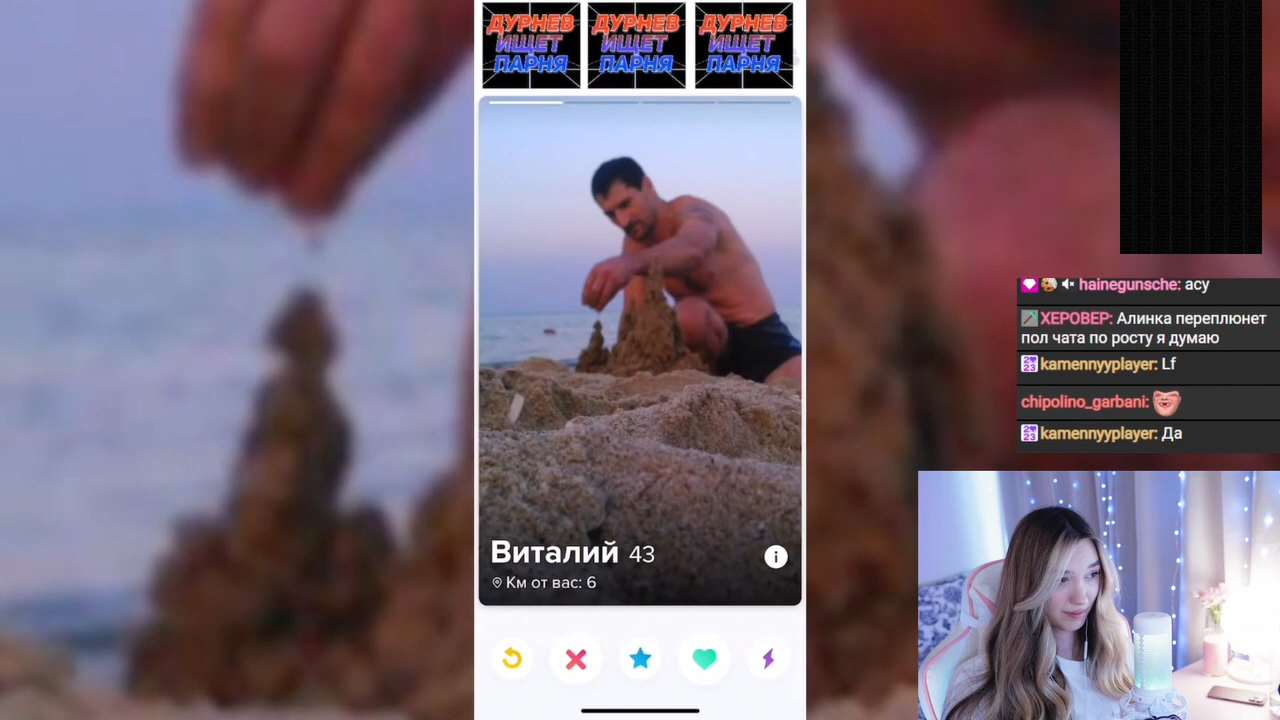 ДУРНЕВ
ИЩЕТ
ПАРНЯ
ДУРНЕВ
ИЩЕТ
ПАРНЯ
ДУРНЕВ
ИЩЕТ
ПАРНЯ
Виталий 43
Км от вас: 6
hainegunsche: асу
ХЕРОВЕР: Алинка переплюнет
пол чата по росту я думаю
kamennyyplayer: Lf
chipolino_garbani:
kamennyyplayer: Да